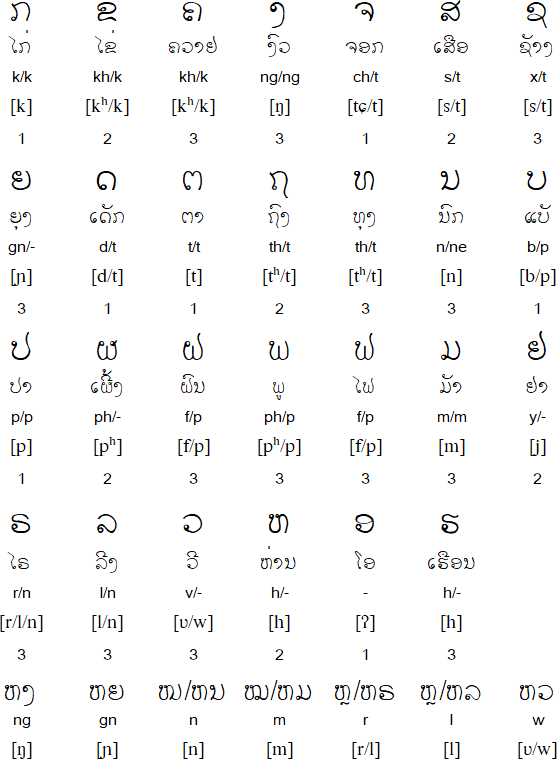 ກ ຂ ຄ ງ ຈ ສ ຊ
ໄກ່ ໄຂ່ ຄວາຢ ງົວ ຈອກ ເສືອ ຊ້າງ
k/k kh/k kh/k ng/ng ch/t s/t x/t
[k] [kʰ/k] [kʰ/k] [ŋ] [tɕ/t] [s/t] [s/t]
1 2 3 3 1 2 3
ຍ ດ ຕ ຖ ທ ນ ບ
ຍຸງ ເດັກ ຕາ ຖົງ ທຸງ ນົກ ແບ້
gn/- d/t t/t th/t th/t n/ne b/p
[ɲ] [d/t] [t] [tʰ/t] [tʰ/t] [n] [b/p]
3 1 1 2 3 3 1
ປ ຜ ຝ ພ ຟ ມ ຢ
ປາ ເຜີ້ງ ຝົນ ພູ ໄຟ ມ້າ ຢາ
p/p ph/- f/p ph/p f/p m/m y/-
[p] [pʰ] [f/p] [pʰ/p] [f/p] [m] [j]
1 2 3 3 3 3 2
ຣ ລ ວ ຫ ອ ຮ
ໄຣ ລີງ ວີ ຫ່ານ ໂອ ເຮືອນ
r/n l/n v/- h/- - h/-
[r/l/n] [l/n] [ʋ/w] [h] [ʔ] [h]
3 3 3 2 1 3
ຫງ ຫຍ ໜ/ຫນ ໝ/ຫມ ຫຼ/ຫຣ ຫຼ/ຫລ ຫວ
ng gn n m r l w
[ŋ] [ɲ] [n] [m] [r/l] [l] [ʋ/w]